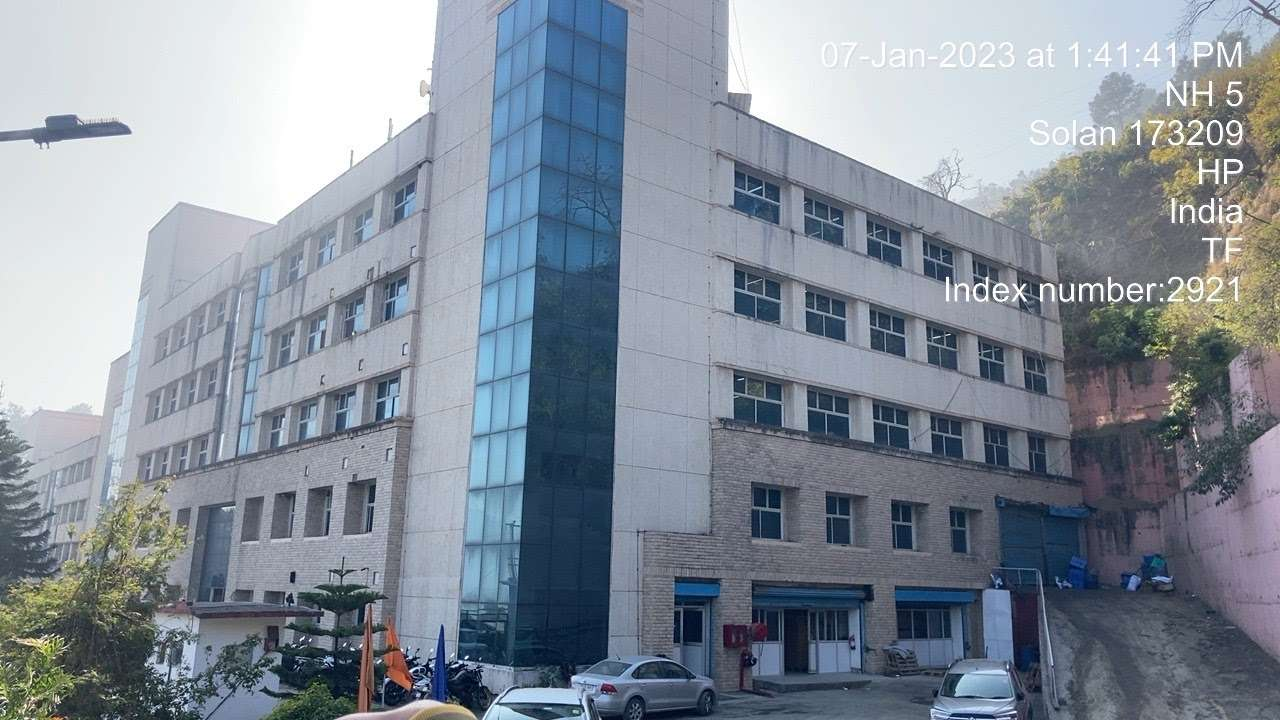 07-Jan-2023 at 1:41:41 PM
NH 5
Solan 173209
HP
India
TF
Index number:2921